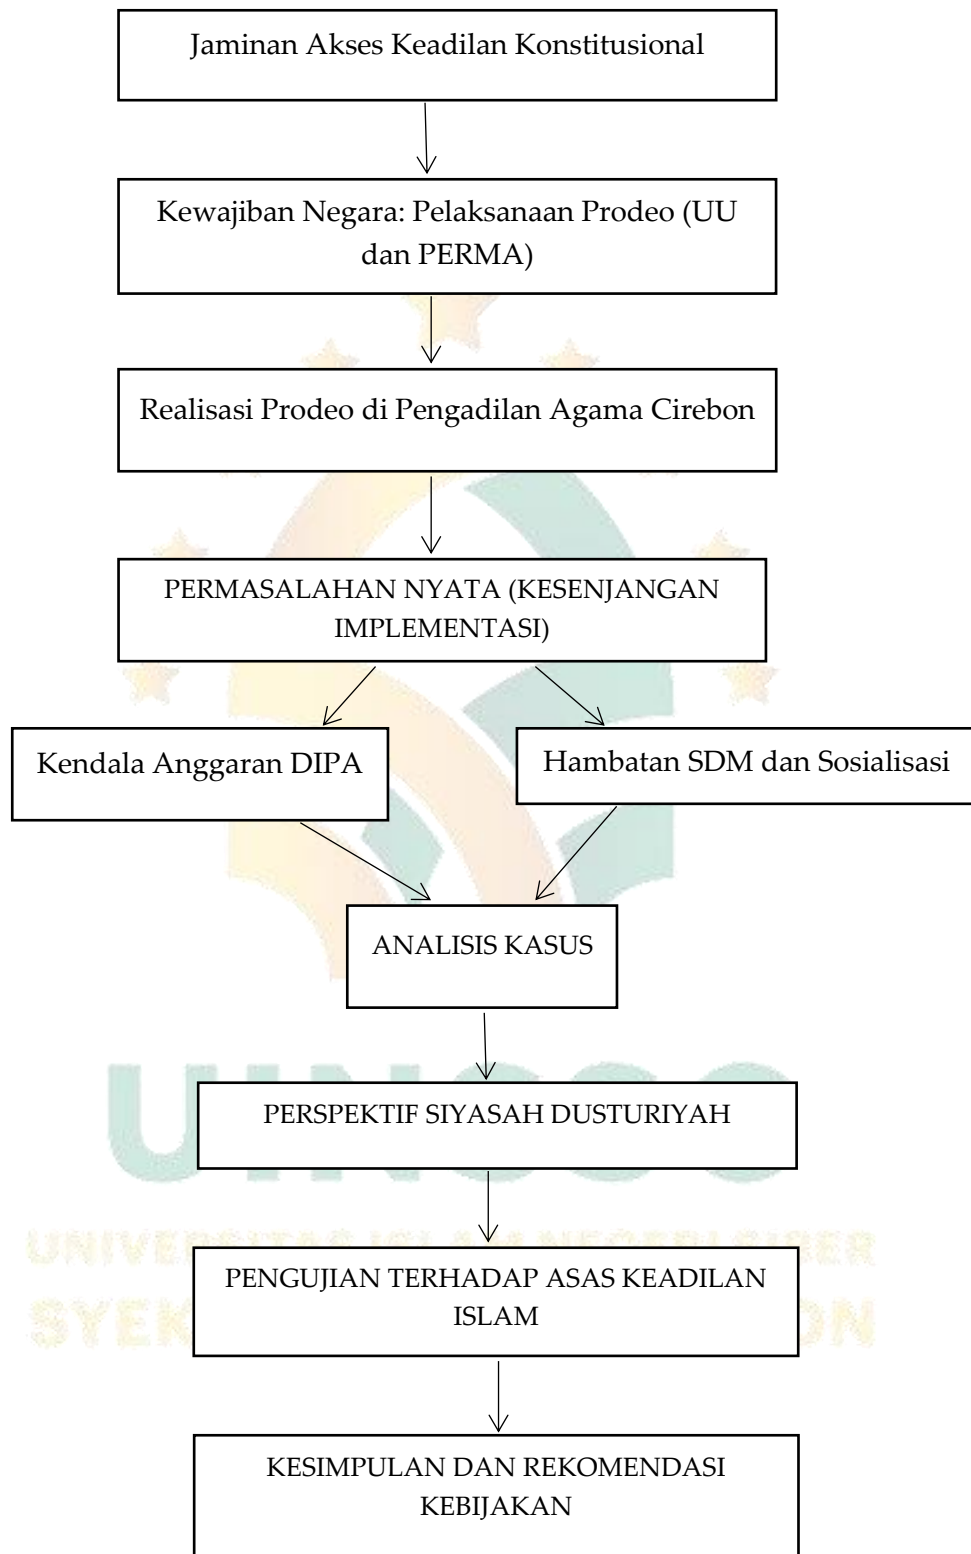 Jaminan Akses Keadilan Konstitusional
Kewajiban Negara: Pelaksanaan Prodeo (UU
dan PERMA)
Realisasi Prodeo di Pengadilan Agama Cirebon
PERMASALAHAN NYATA (KESENJANGAN
IMPLEMENTASI)
Kendala Anggaran DIPA
Hambatan SDM dan Sosialisasi
ANALISIS KASUS
PERSPEKTIF SIYASAH DUSTURIYAH
PENGUJIAN TERHADAP ASAS KEADILAN
ISLAM
KESIMPULAN DAN REKOMENDASI
KEBIJAKAN